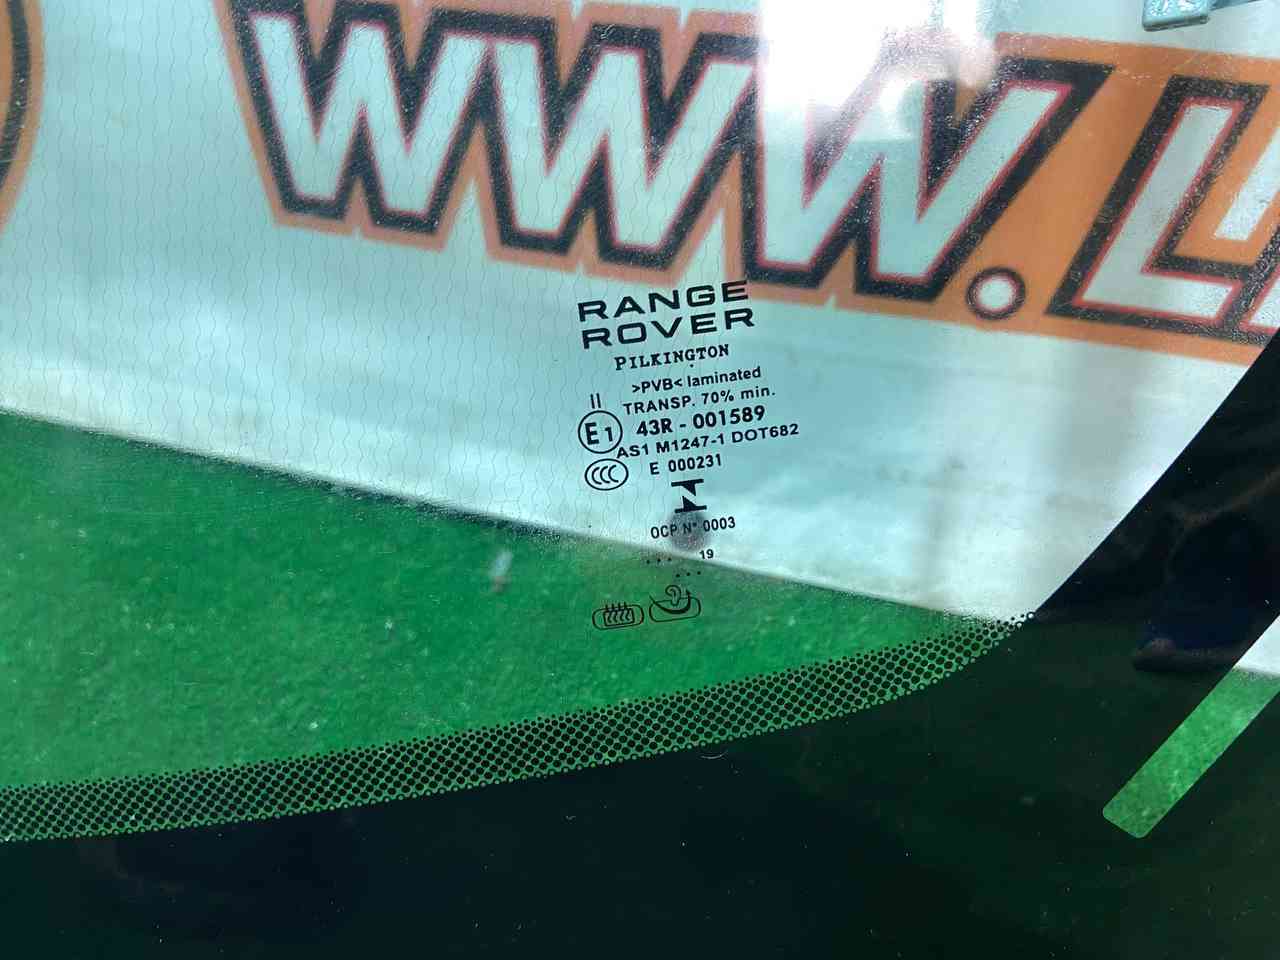 WWW.L
RANGE
ROVER
PILKINGTON
>PVB< laminated
TRANSP. 70% min.
II
E1 43R - 001589
AS1 M1247-1 DOT682
CCC E 000231
OCP N° 0003
19